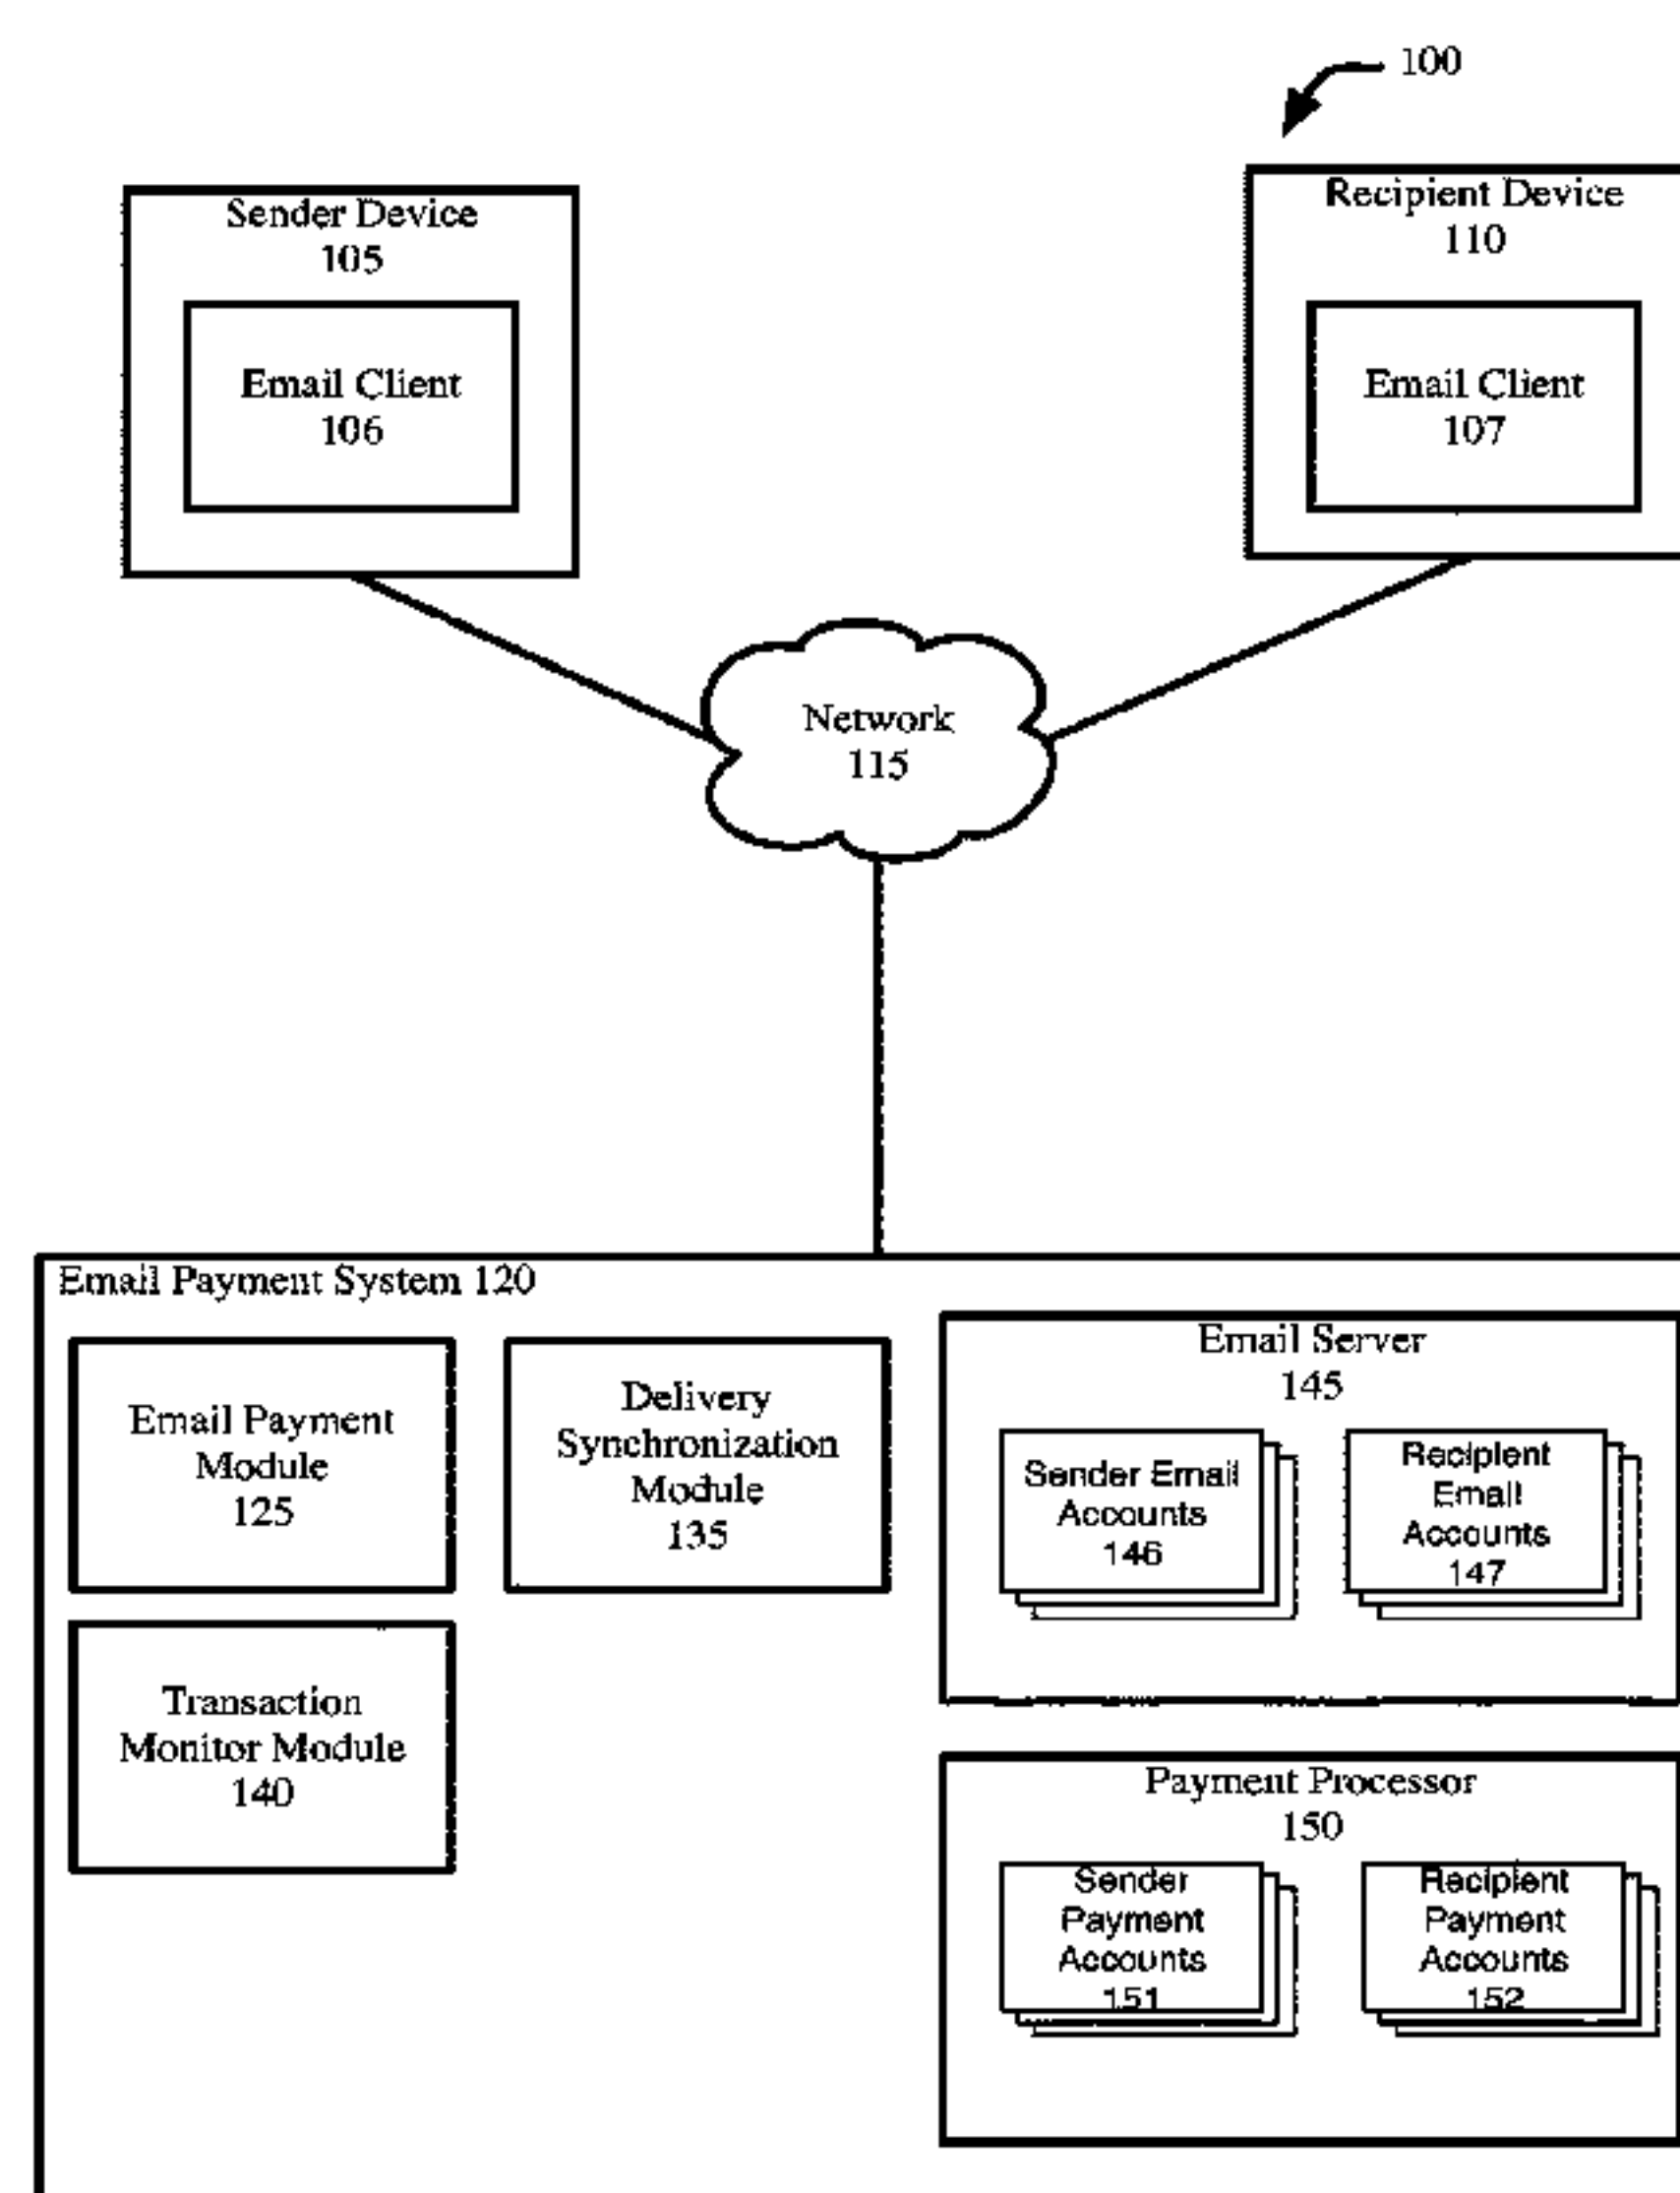 100
Sender Device
105
Email Client
106
Recipient Device
110
Email Client
107
Network
115
Email Payment System 120
Email Payment
Module
125
Delivery
Synchronization
Module
135
Transaction
Monitor Module
140
Email Server
145
Sender Email
Accounts
146
Recipient
Email
Accounts
147
Payment Processor
150
Sender
Payment
Accounts
151
Recipient
Payment
Accounts
152